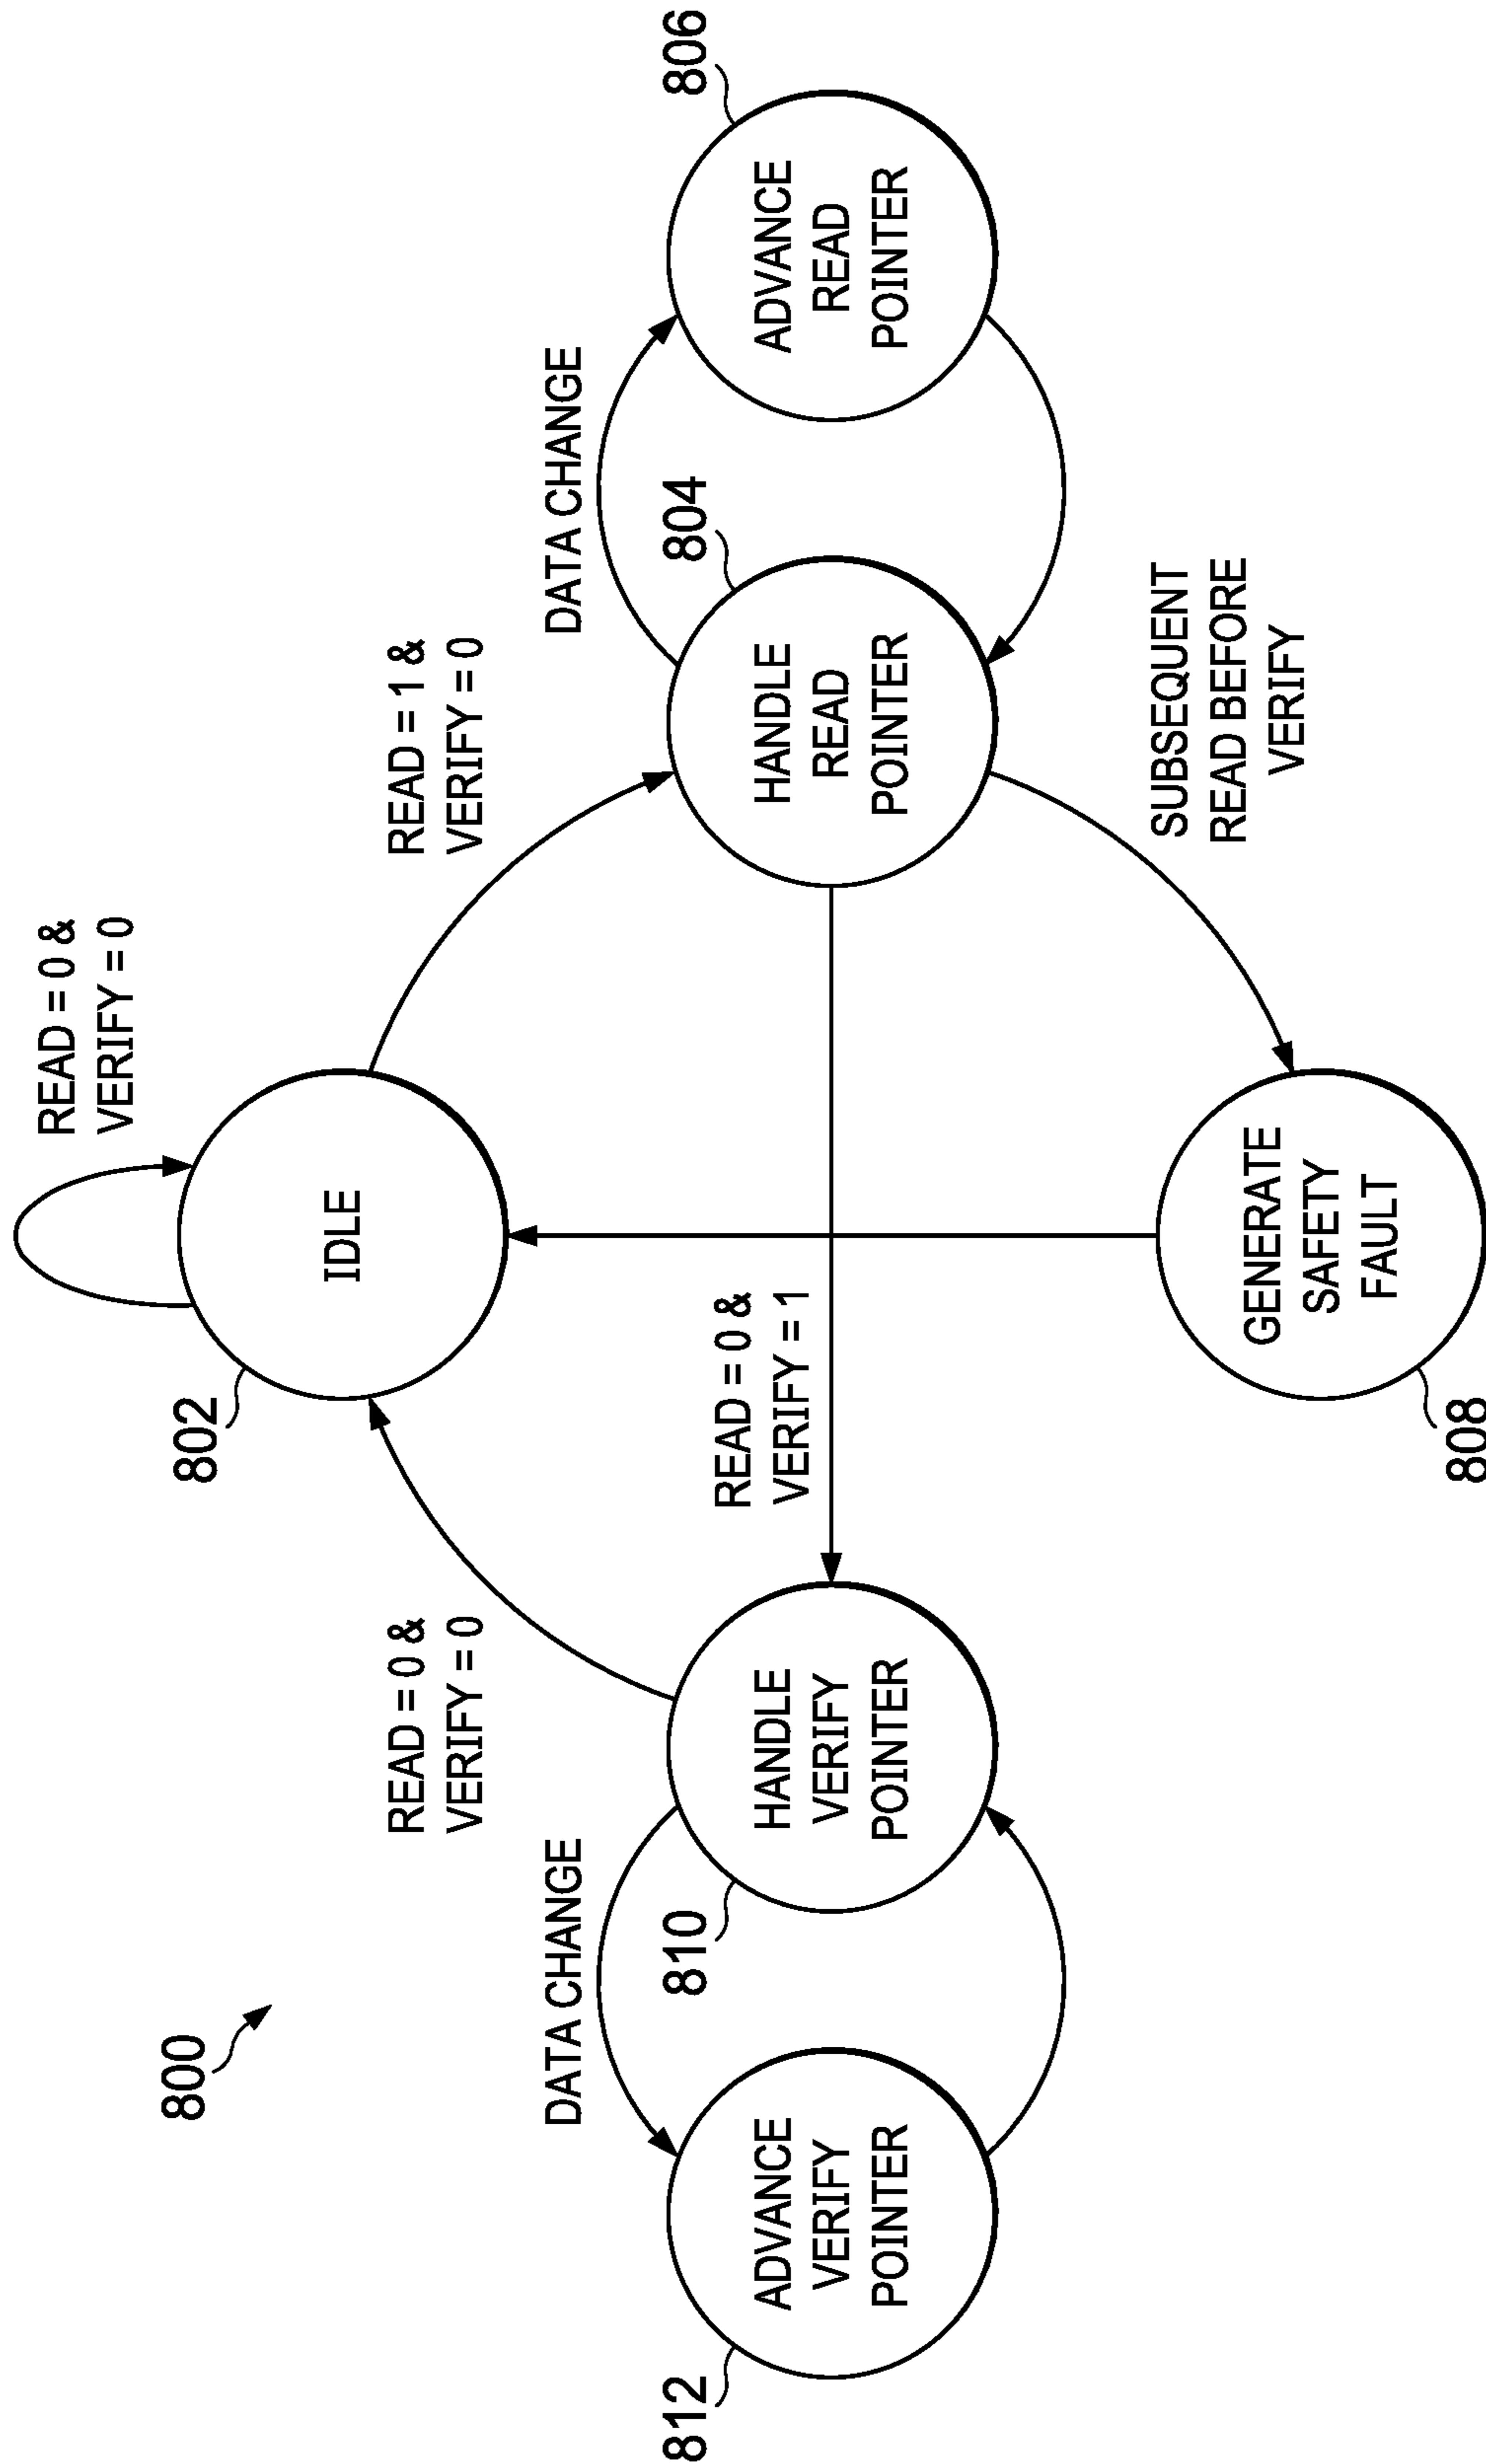 800
READ = 0 &
VERIFY = 0
802
IDLE
READ = 0 &
VERIFY = 0
READ = 1 &
VERIFY = 0
DATA CHANGE
DATA CHANGE
812
ADVANCE
VERIFY
POINTER
810
HANDLE
VERIFY
POINTER
READ = 0 &
VERIFY = 1
804
HANDLE
READ
POINTER
806
ADVANCE
READ
POINTER
SUBSEQUENT
READ BEFORE
VERIFY
GENERATE
SAFETY
FAULT
808